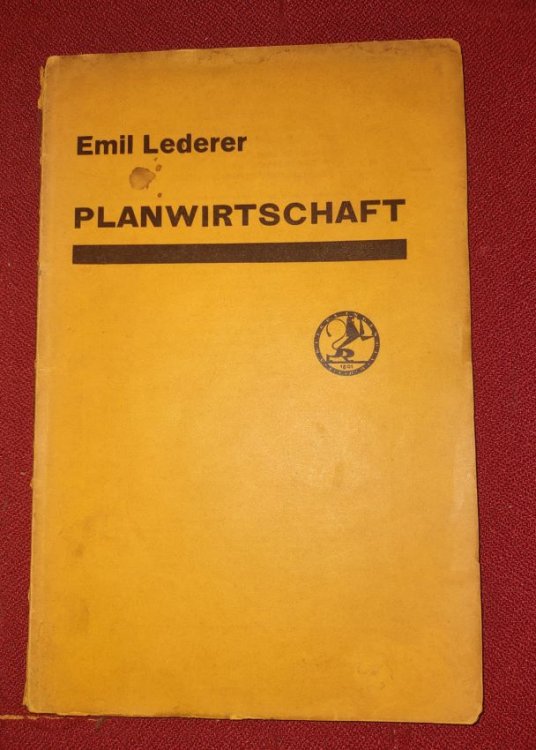 Emil Lederer
PLANWIRTSCHAFT
1801